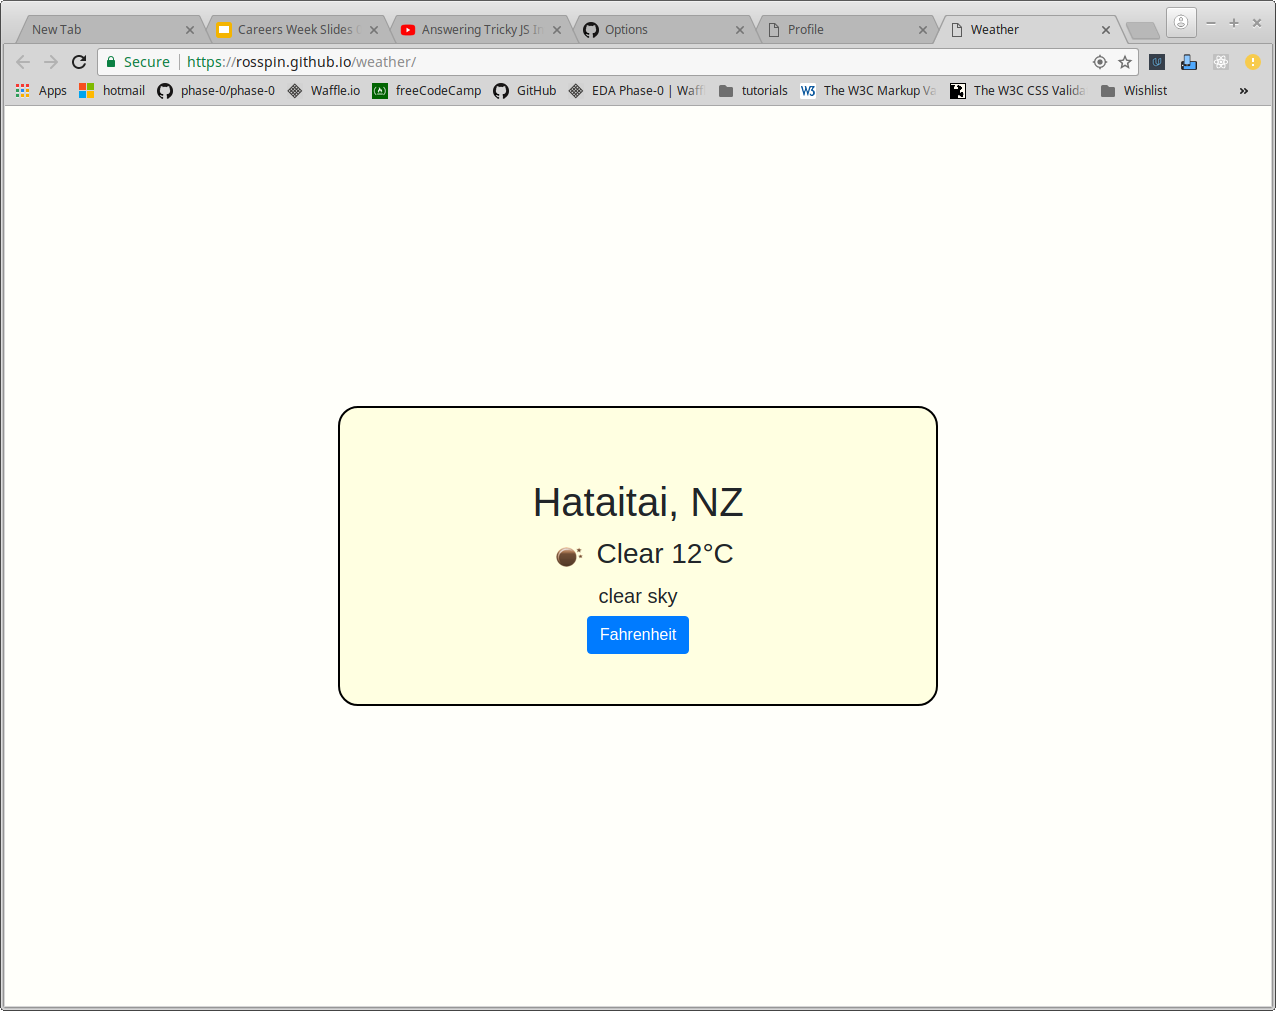 New Tab
Careers Week Slides
Answering Tricky JS
Options
Profile
Weather
Secure
https://rosspin.github.io/weather/
Apps
hotmail
phase-0/phase-0
Waffle.io
freeCodeCamp
GitHub
EDA Phase-0 | Waff
tutorials
W3
The W3C Markup Va
The W3C CSS Valida
Wishlist
»
Hataitai, NZ
Clear 12°C
clear sky
Fahrenheit